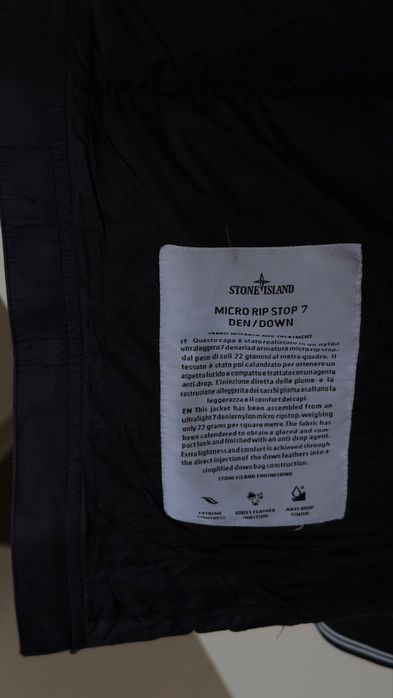 STONE ISLAND
MICRO RIP STOP 7
DEN/DOWN
FABRIC RESEARCH AND TREATMENT
IT Questo capo è stato realizzato in un nylon
ultraleggero 7 denier ad armatura micro rip stop,
dal peso di soli 22 grammi al metro quadro. Il
tessuto è stato poi calandrato per ottenere un
aspetto lucido e compatto e trattato con un agente
anti-drop. L'iniezione diretta delle piume e la
costruzione alleggerita dei sacchi piuma esaltano la
leggerezza e il comfort dei capi.
EN This jacket has been assembled from an
ultralight 7 denier nylon micro ripstop, weighing
only 22 grams per square metre. The fabric has
been calendered to obtain a glazed and com-
pact look and finished with an anti-drop agent.
Extra lightness and comfort is achieved through
the direct injection of the down feathers into a
simplified down bag construction.
STONE ISLAND ENGINEERING
EXTREME DIRECT FEATHER ANTI DROP
LIGHTNESS INJECTION FINISH